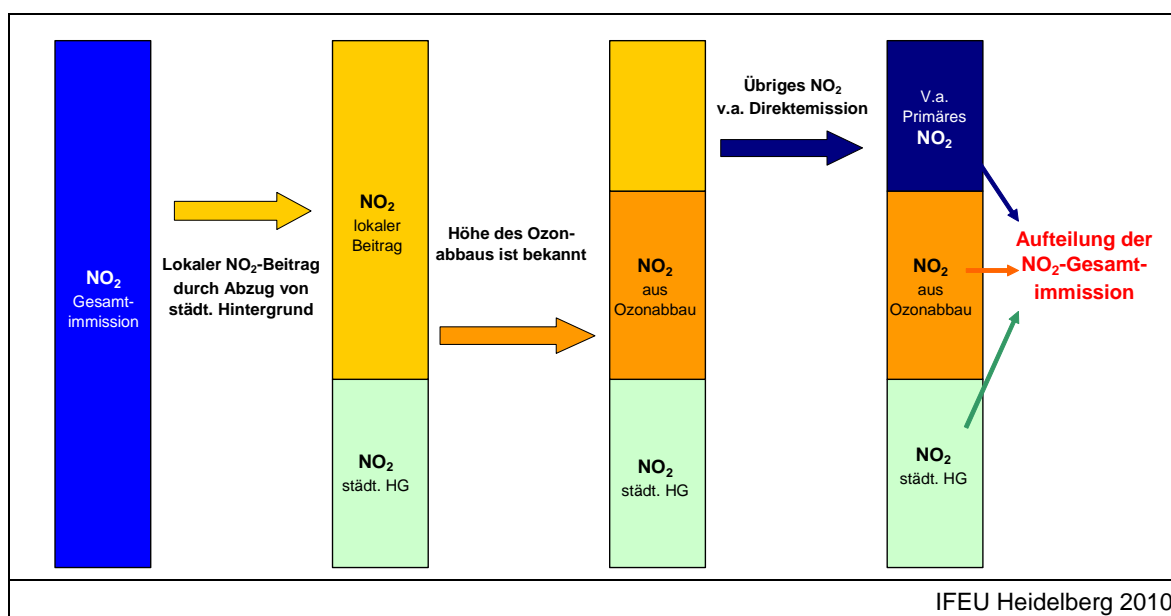 NO₂
Gesamt-
immission
Lokaler NO₂-Beitrag
durch Abzug von
städt. Hintergrund
NO₂
lokaler
Beitrag
NO₂
städt. HG
Höhe des Ozon-
abbaus ist bekannt
NO₂
aus
Ozonabbau
NO₂
städt. HG
Übriges NO₂
v.a. Direktemission
V.a.
Primäres
NO₂
NO₂
aus
Ozonabbau
NO₂
städt. HG
Aufteilung der
NO₂-Gesamt-
immission
IFEU Heidelberg 2010